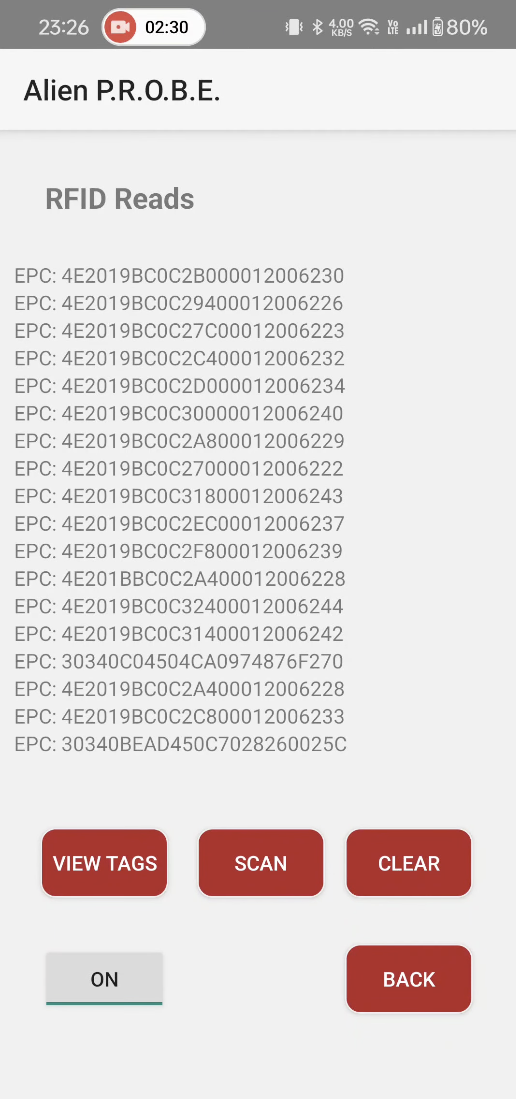 23:26 02:30 4.00 KB/S Vo LTE 80%
Alien P.R.O.B.E.
RFID Reads
EPC: 4E2019BC0C2B000012006230
EPC: 4E2019BC0C29400012006226
EPC: 4E2019BC0C27C00012006223
EPC: 4E2019BC0C2C400012006232
EPC: 4E2019BC0C2D000012006234
EPC: 4E2019BC0C30000012006240
EPC: 4E2019BC0C2A800012006229
EPC: 4E2019BC0C27000012006222
EPC: 4E2019BC0C31800012006243
EPC: 4E2019BC0C2EC00012006237
EPC: 4E2019BC0C2F800012006239
EPC: 4E201BBC0C2A400012006228
EPC: 4E2019BC0C32400012006244
EPC: 4E2019BC0C31400012006242
EPC: 30340C04504CA0974876F270
EPC: 4E2019BC0C2A400012006228
EPC: 4E2019BC0C2C800012006233
EPC: 30340BEAD450C7028260025C
VIEW TAGS SCAN CLEAR
ON BACK